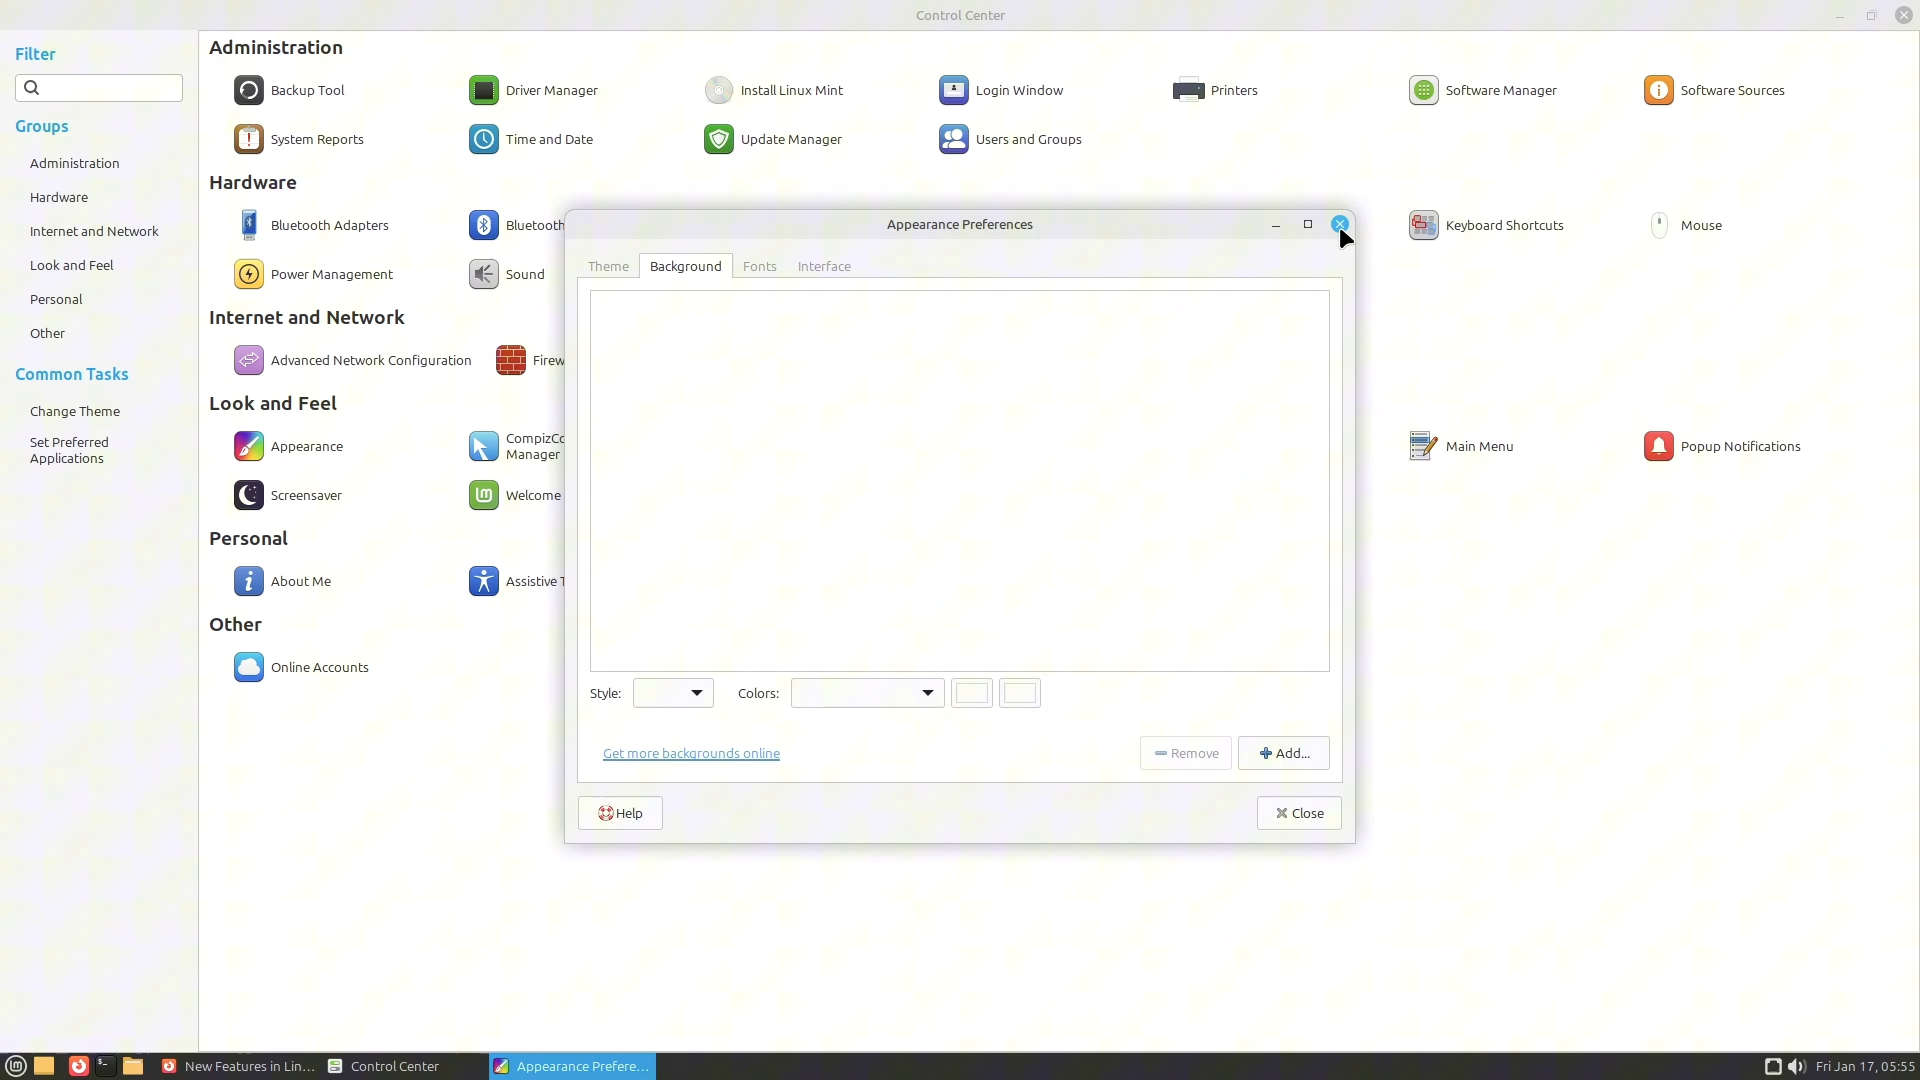 Control Center
Filter
Groups
Administration
Hardware
Internet and Network
Look and Feel
Personal
Other
Common Tasks
Change Theme
Set Preferred
Applications
Administration
Backup Tool
Driver Manager
Install Linux Mint
Login Window
Printers
Software Manager
Software Sources
System Reports
Time and Date
Update Manager
Users and Groups
Hardware
Bluetooth Adapters
Bluetooth
Keyboard Shortcuts
Mouse
Power Management
Sound
Internet and Network
Advanced Network Configuration
Firew
Look and Feel
Appearance
CompizCo
Manager
Main Menu
Popup Notifications
Screensaver
Welcome
Personal
About Me
Assistive T
Other
Online Accounts
Appearance Preferences
Theme
Background
Fonts
Interface
Style:
Colors:
Get more backgrounds online
Remove
Add...
Help
Close
New Features in Lin...
Control Center
Appearance Prefere...
Fri Jan 17, 05:55